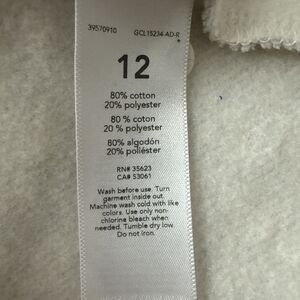 39570910 GCL15234-AD-R
12
80% cotton
20% polyester
80 % coton
20 % polyester
80% algodón
20% poliéster
RN# 35623
CA# 53061
Wash before use. Turn
garment inside out.
Machine wash cold with like
colors. Use only non-
chlorine bleach when
needed. Tumble dry low.
Do not iron.